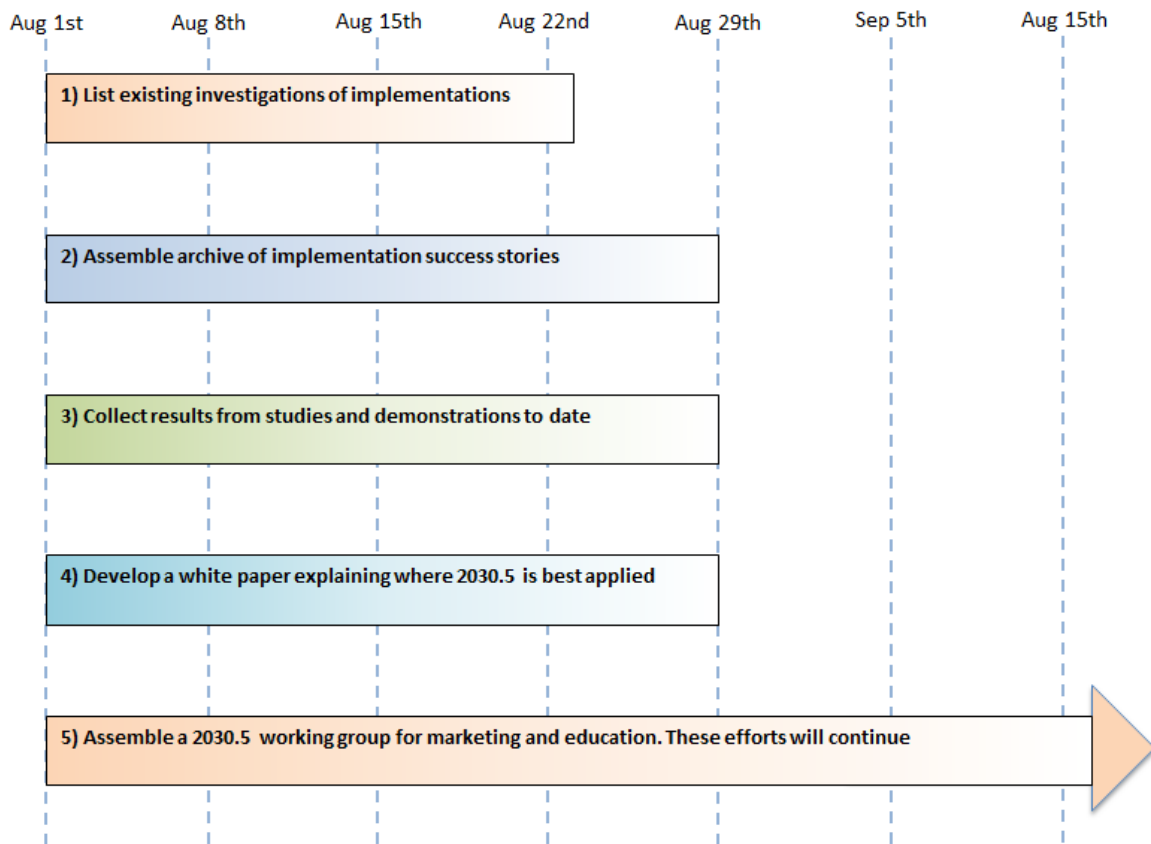 Aug 1st Aug 8th Aug 15th Aug 22nd Aug 29th Sep 5th Aug 15th
1) List existing investigations of implementations
2) Assemble archive of implementation success stories
3) Collect results from studies and demonstrations to date
4) Develop a white paper explaining where 2030.5 is best applied
5) Assemble a 2030.5 working group for marketing and education. These efforts will continue